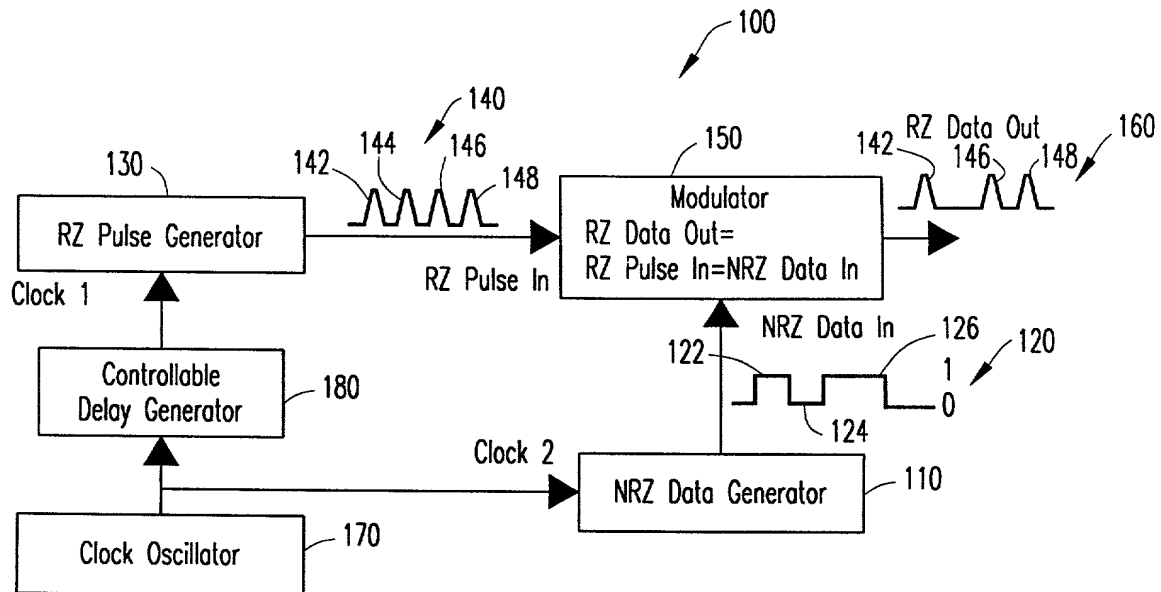 100
140
RZ Data Out
160
142
144
146
148
150
142
146
148
130
RZ Pulse Generator
Modulator
RZ Data Out=
RZ Pulse In=NRZ Data In
RZ Pulse In
Clock 1
NRZ Data In
122
126
120
1
0
124
Controllable
Delay Generator
180
Clock 2
NRZ Data Generator
110
Clock Oscillator
170